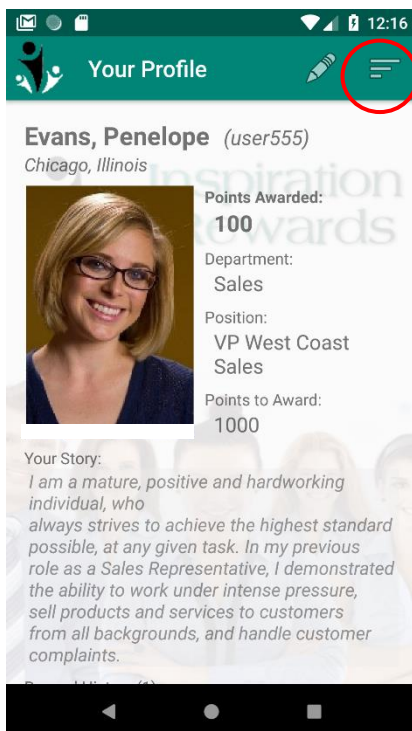 12:16
Your Profile
Evans, Penelope (user555)
Chicago, Illinois
Inspiration
Rewards
Points Awarded:
100
Department:
Sales
Position:
VP West Coast
Sales
Points to Award:
1000
Your Story:
I am a mature, positive and hardworking
individual, who
always strives to achieve the highest standard
possible, at any given task. In my previous
role as a Sales Representative, I demonstrated
the ability to work under intense pressure,
sell products and services to customers
from all backgrounds, and handle customer
complaints.